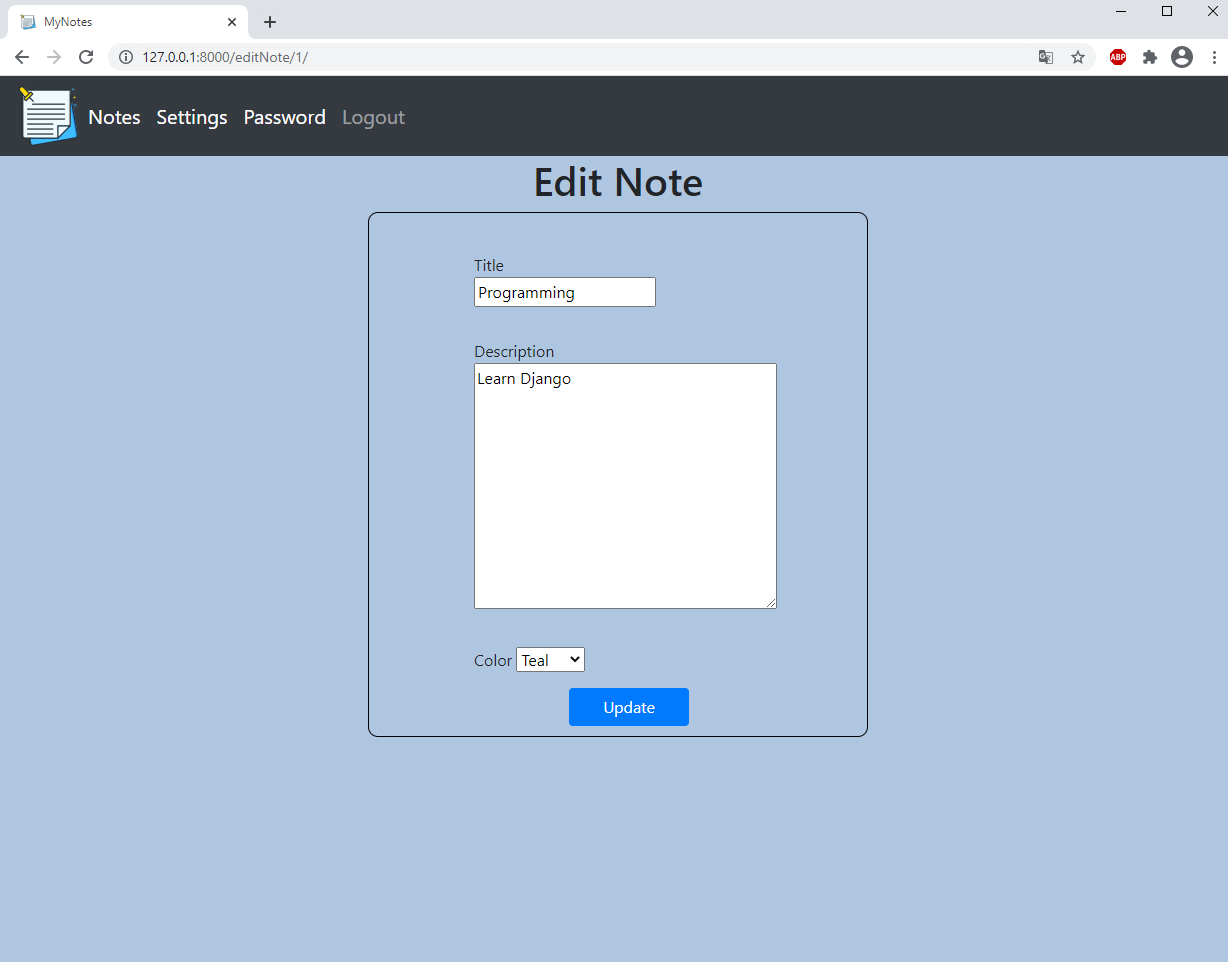 MyNotes
127.0.0.1:8000/editNote/1/
ABP
Notes Settings Password Logout
Edit Note
Title
Programming
Description
Learn Django
Color Teal
Update